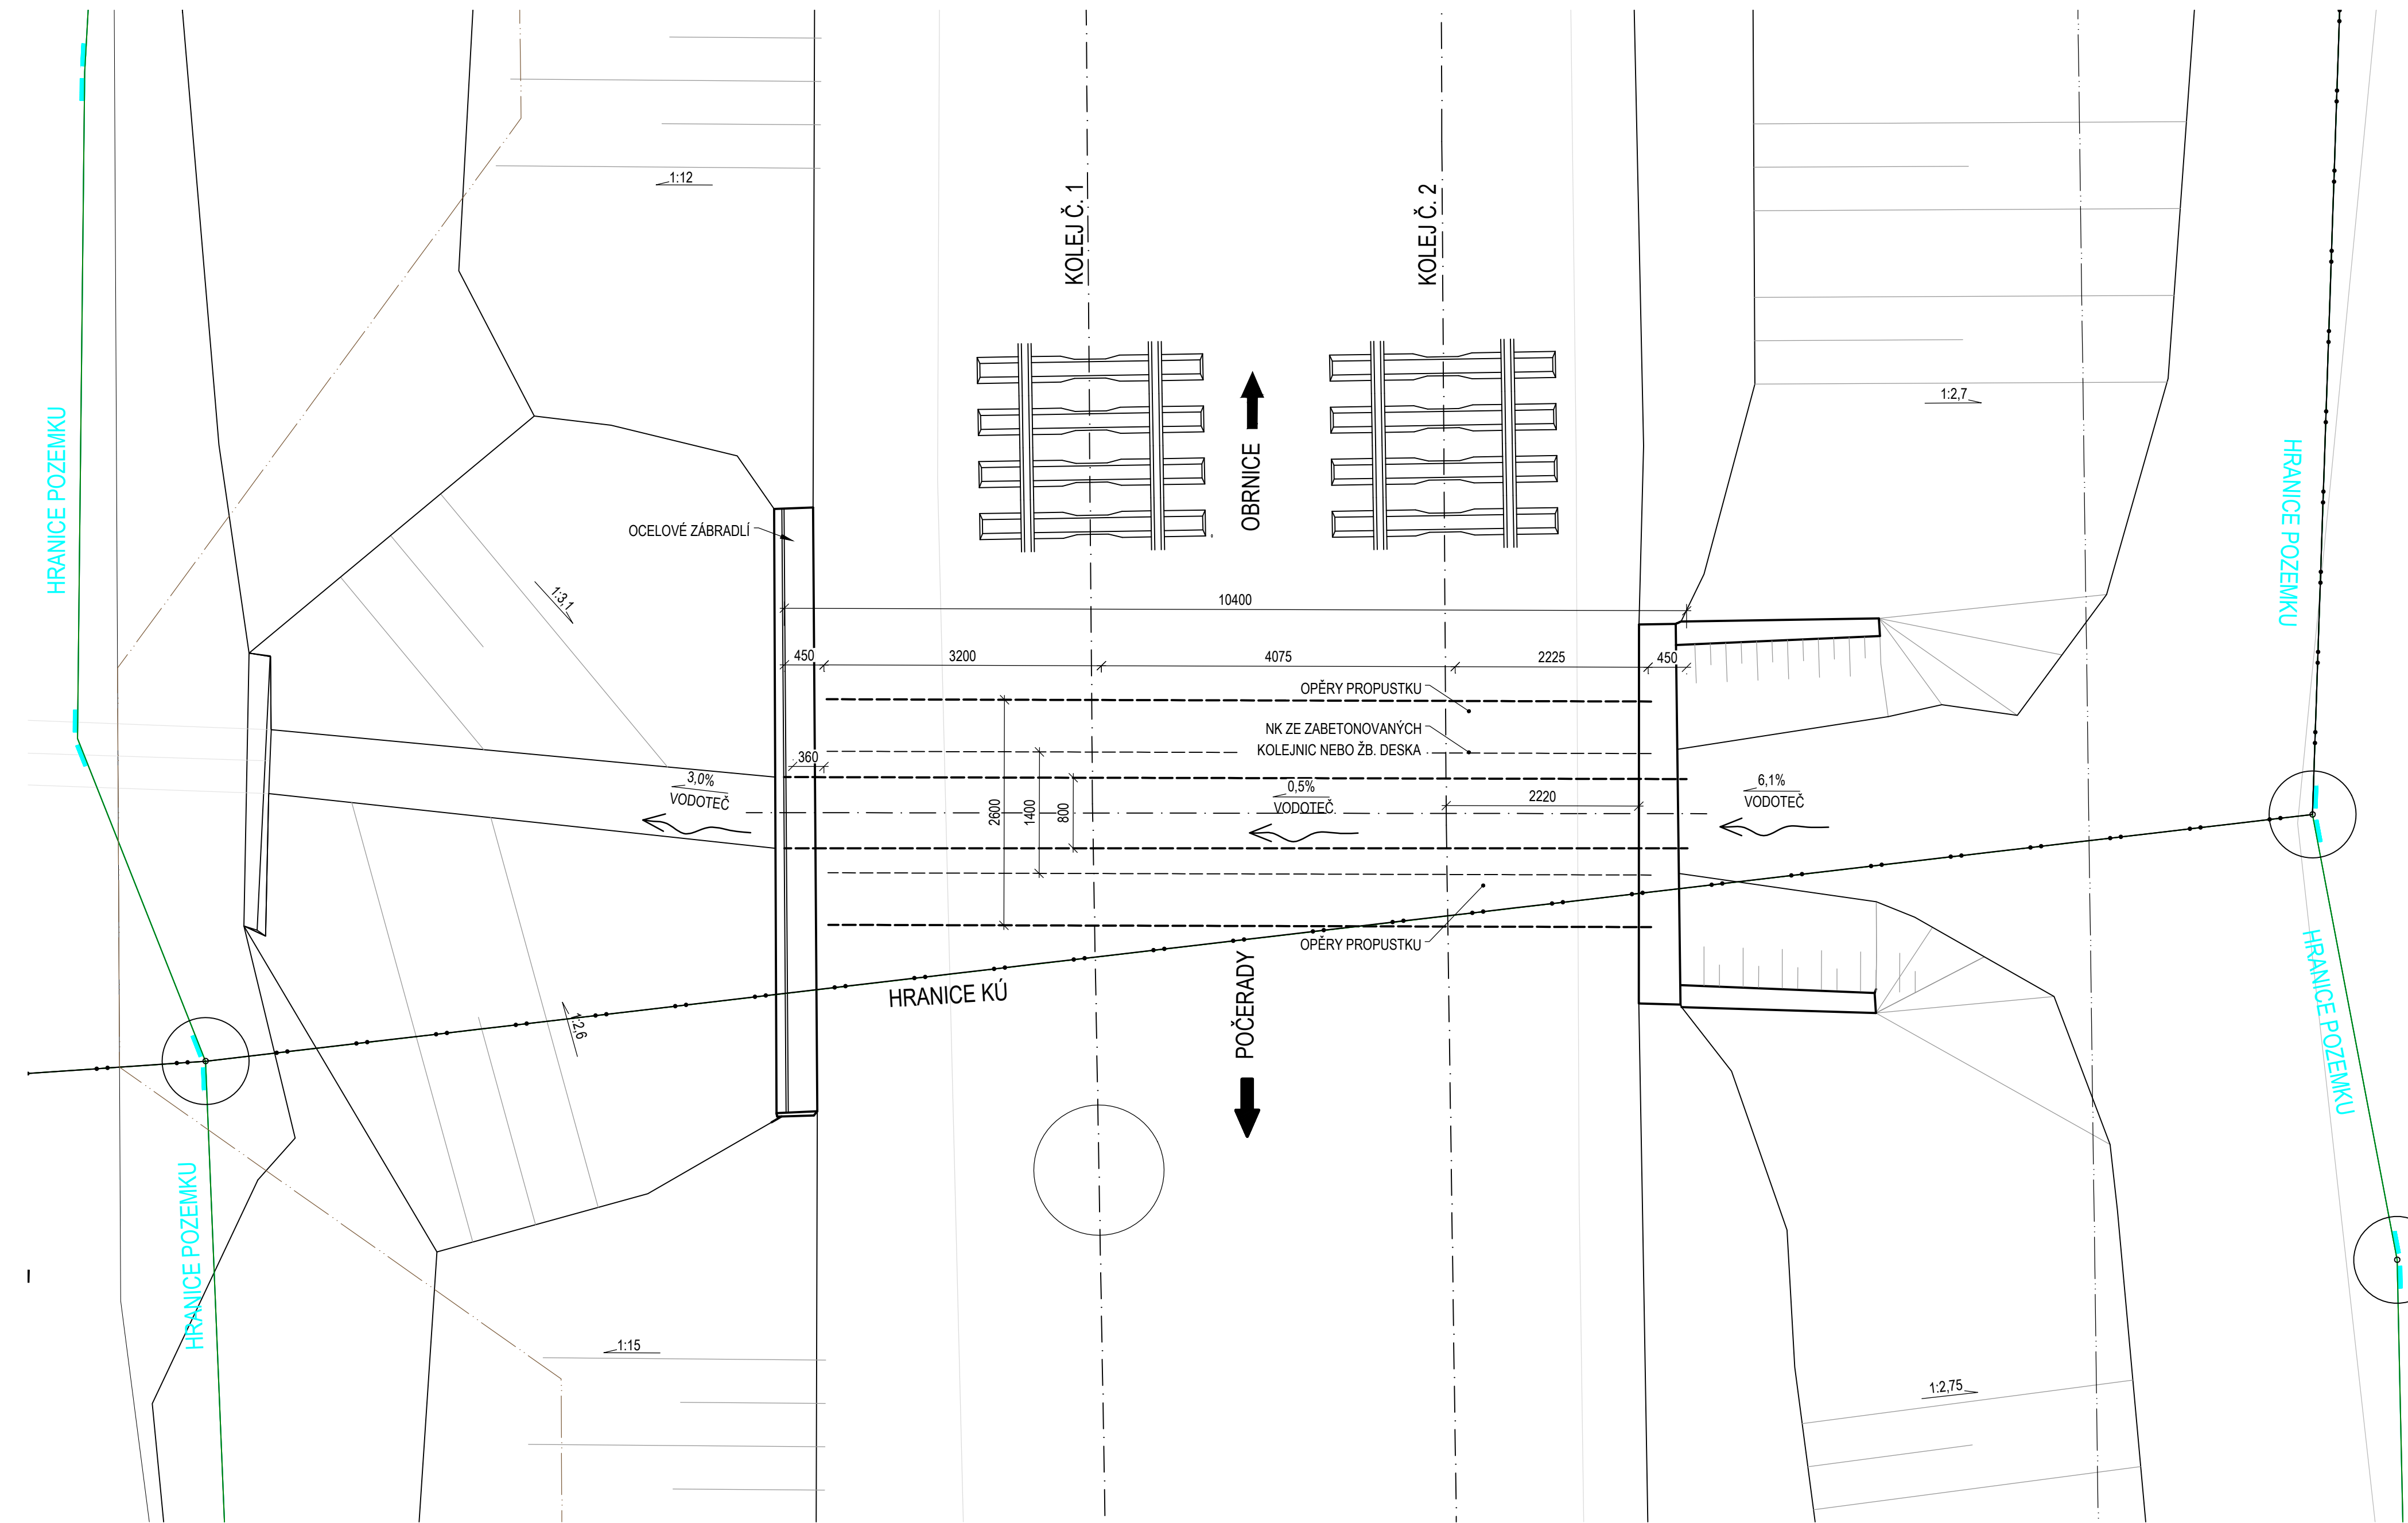 1:12
KOLEJ Č. 1
KOLEJ Č. 2
1:2,7
HRANICE POZEMKU
OBRNICE
HRANICE POZEMKU
OCELOVÉ ZÁBRADLÍ
1:3,1
10400
450
3200
4075
2225
450
OPĚRY PROPUSTKU
NK ZE ZABETONOVANÝCH
KOLEJNIC NEBO ŽB. DESKA
360
3,0%
VODOTEČ
0,5%
VODOTEČ
2220
6,1%
VODOTEČ
2600
1400
800
OPĚRY PROPUSTKU
HRANICE KÚ
POČERADY
1:2,6
HRANICE POZEMKU
HRANICE POZEMKU
1:15
1:2,75